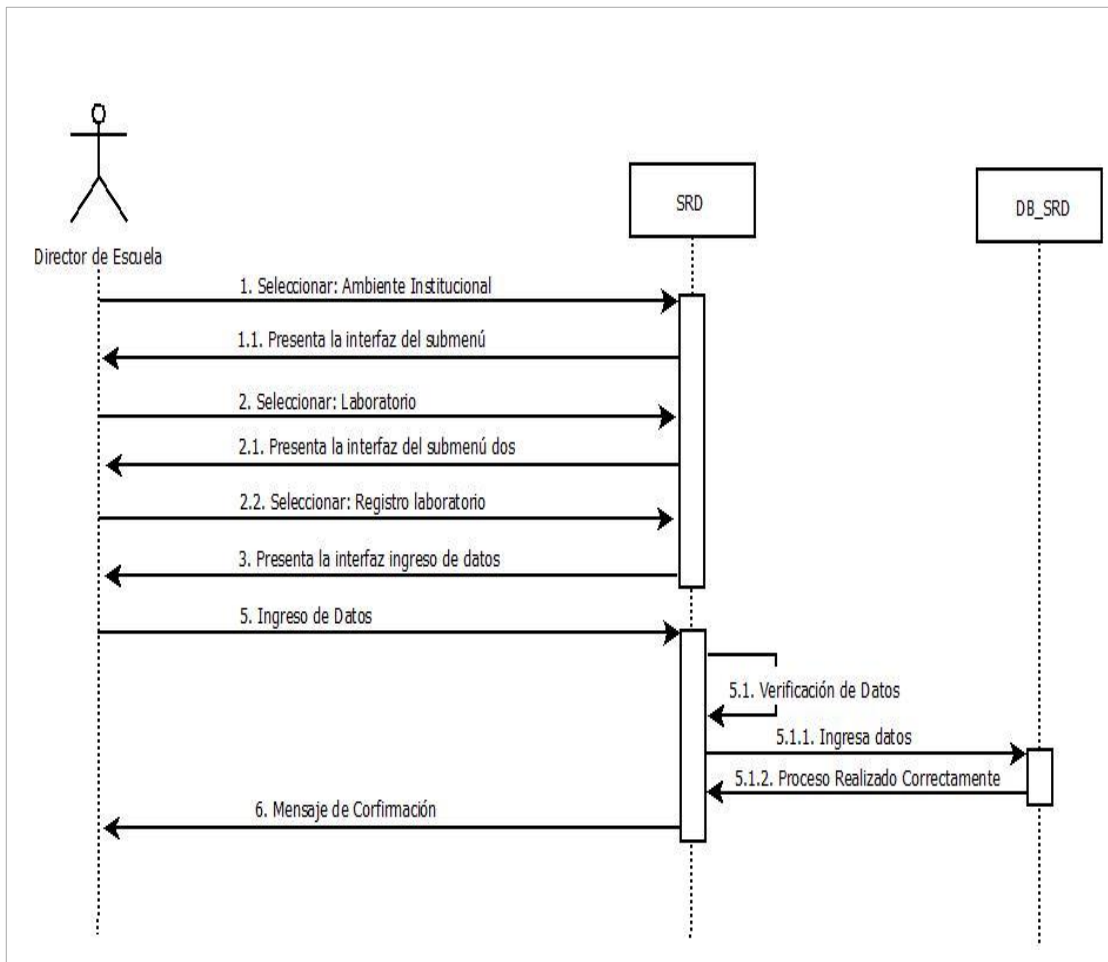 SRD
DB_SRD
Director de Escuela
1. Seleccionar: Ambiente Institucional
1.1. Presenta la interfaz del submenú
2. Seleccionar: Laboratorio
2.1. Presenta la interfaz del submenú dos
2.2. Seleccionar: Registro laboratorio
3. Presenta la interfaz ingreso de datos
5. Ingreso de Datos
5.1. Verificación de Datos
5.1.1. Ingresa datos
5.1.2. Proceso Realizado Correctamente
6. Mensaje de Corfirmación